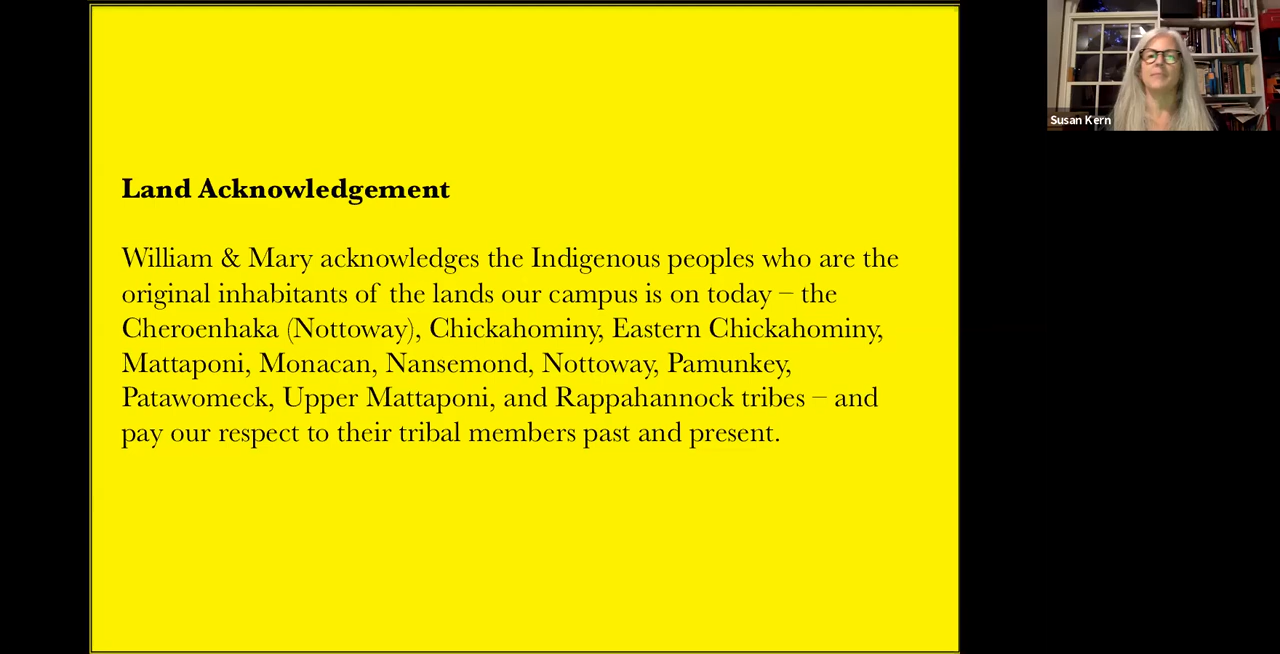 Land Acknowledgement
William & Mary acknowledges the Indigenous peoples who are the
original inhabitants of the lands our campus is on today – the
Cheroenhaka (Nottoway), Chickahominy, Eastern Chickahominy,
Mattaponi, Monacan, Nansemond, Nottoway, Pamunkey,
Patawomeck, Upper Mattaponi, and Rappahannock tribes – and
pay our respect to their tribal members past and present.
Susan Kern